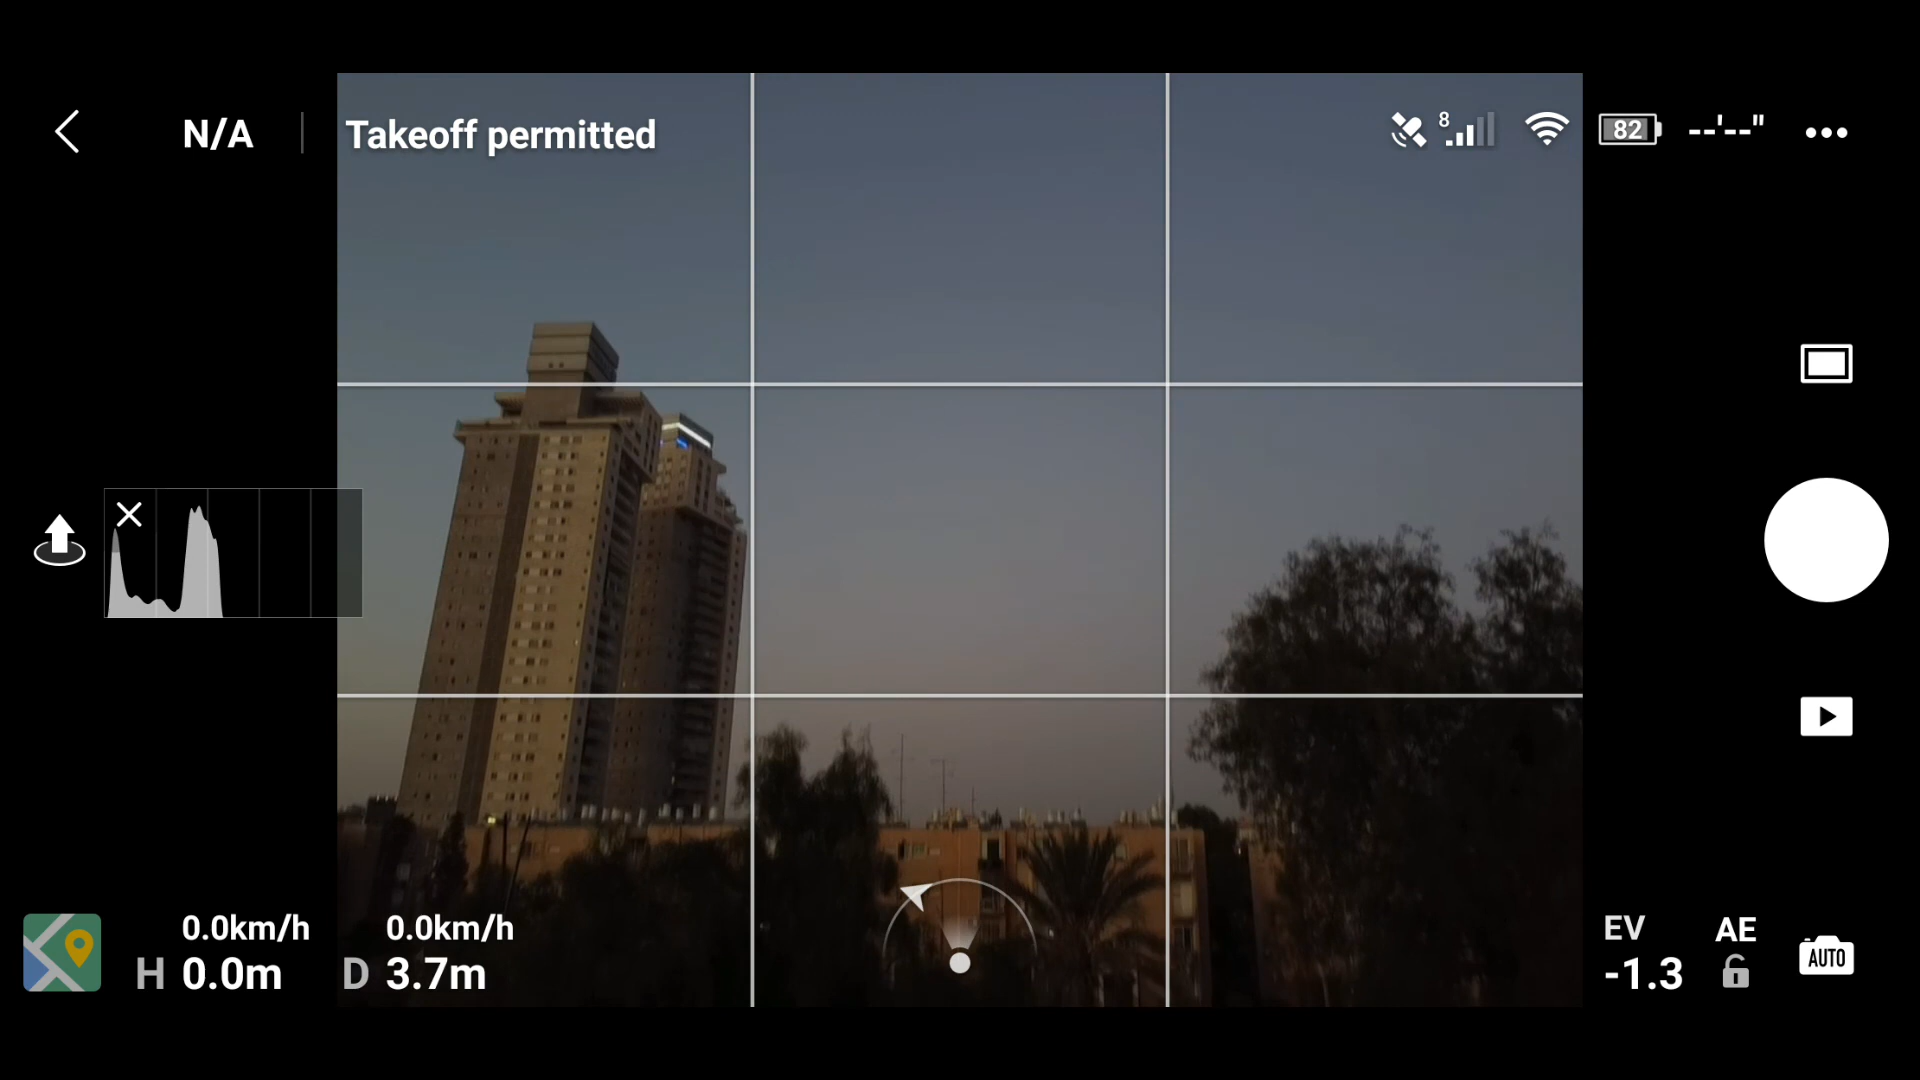 N/A
Takeoff permitted
8
82
--'--"
0.0km/h
0.0km/h
H 0.0m
D 3.7m
EV
-1.3
AE
AUTO